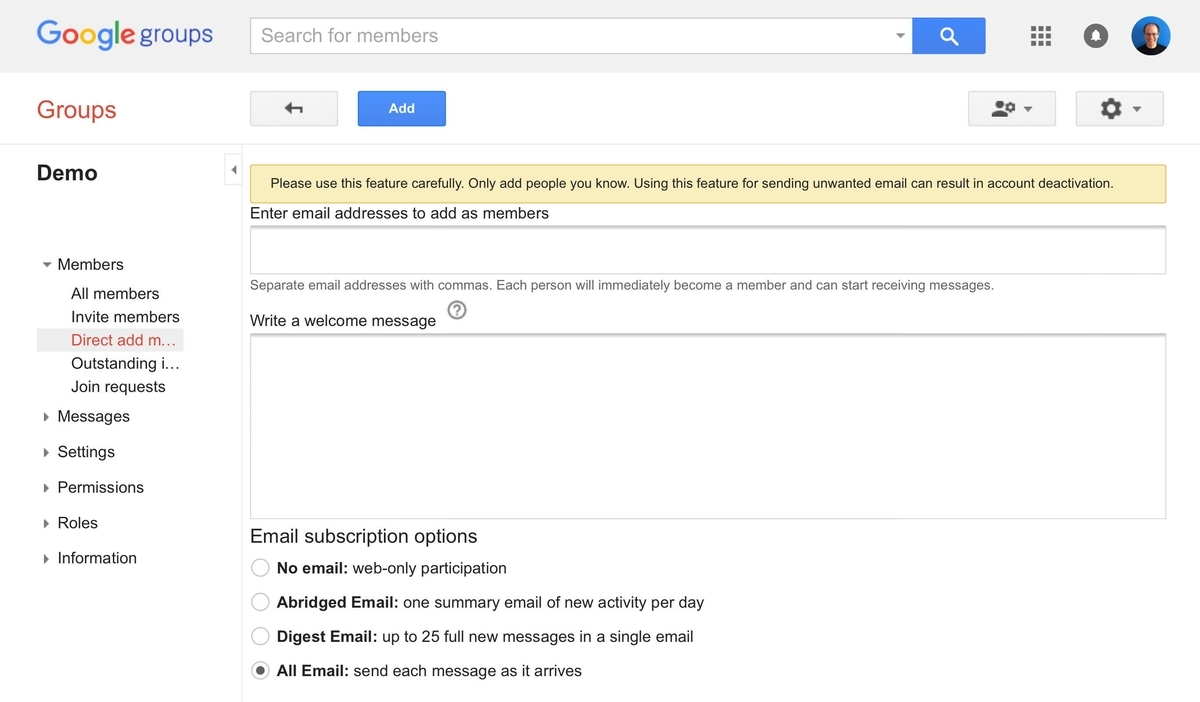 Google groups
Search for members
Groups
Add
Demo
Please use this feature carefully. Only add people you know. Using this feature for sending unwanted email can result in account deactivation.
Enter email addresses to add as members
Separate email addresses with commas. Each person will immediately become a member and can start receiving messages.
Write a welcome message ?
Members
All members
Invite members
Direct add m…
Outstanding i…
Join requests
Messages
Settings
Permissions
Roles
Information
Email subscription options
No email: web-only participation
Abridged Email: one summary email of new activity per day
Digest Email: up to 25 full new messages in a single email
All Email: send each message as it arrives